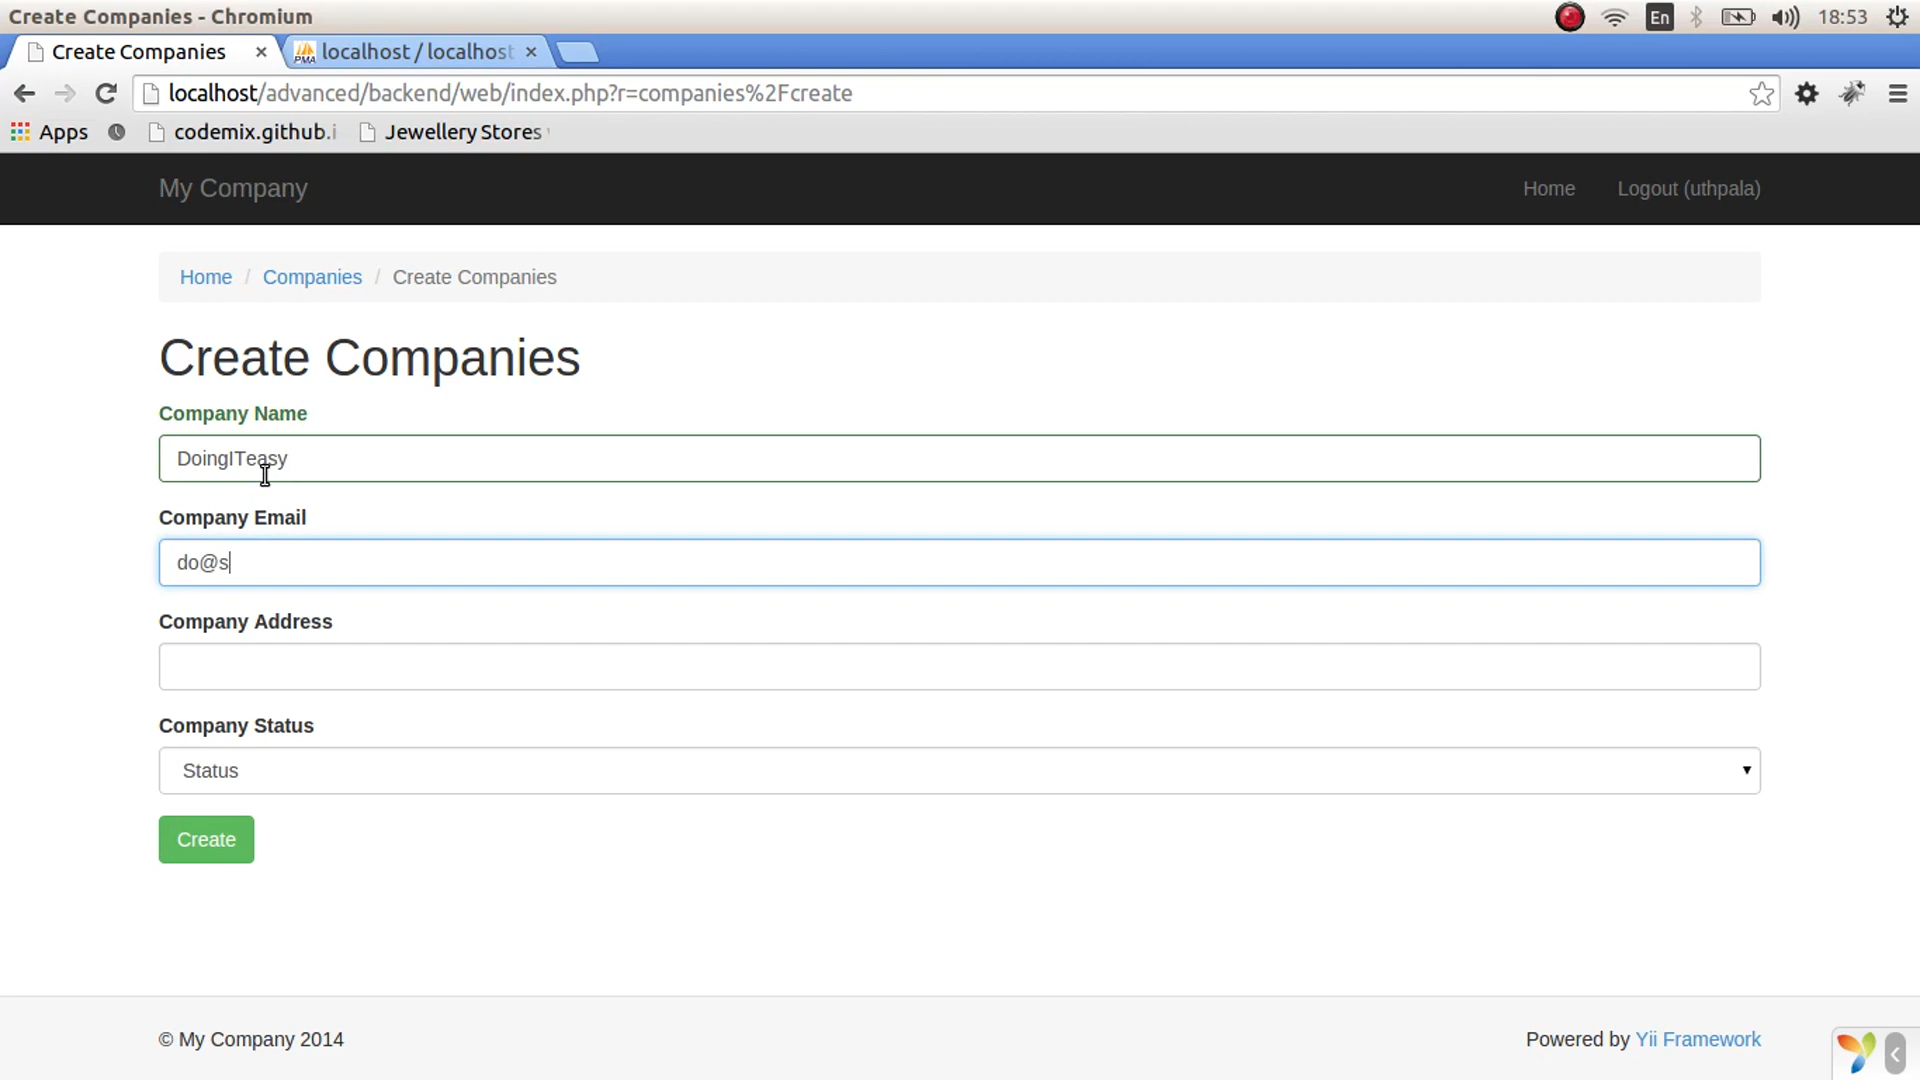 Create Companies - Chromium
En
18:53
Create Companies
PMA
localhost / localhost
localhost/advanced/backend/web/index.php?r=companies%2Fcreate
Apps
codemix.github.i
Jewellery Stores
My Company
Home
Logout (uthpala)
Home / Companies / Create Companies
Create Companies
Company Name
DoingITeasy
Company Email
do@s
Company Address
Company Status
Status
Create
© My Company 2014
Powered by Yii Framework